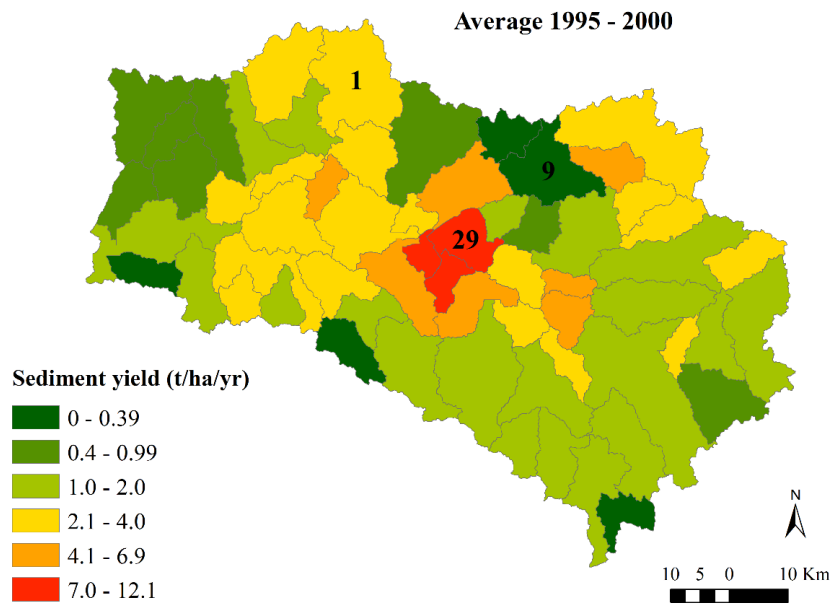 Average 1995 - 2000
1
9
29
Sediment yield (t/ha/yr)
0 - 0.39
0.4 - 0.99
1.0 - 2.0
2.1 - 4.0
4.1 - 6.9
7.0 - 12.1
N
10 5 0 10 Km